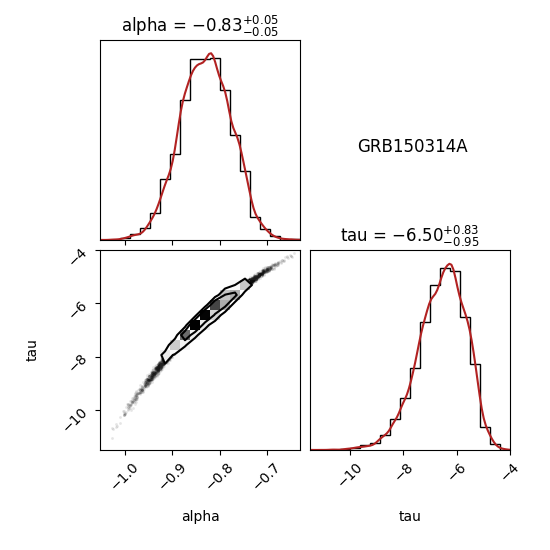 alpha = −0.83+0.05−0.05
GRB150314A
tau = −6.50+0.83−0.95
tau
−4
−6
−8
−10
−1.0 −0.9 −0.8 −0.7
alpha
−10 −8 −6 −4
tau